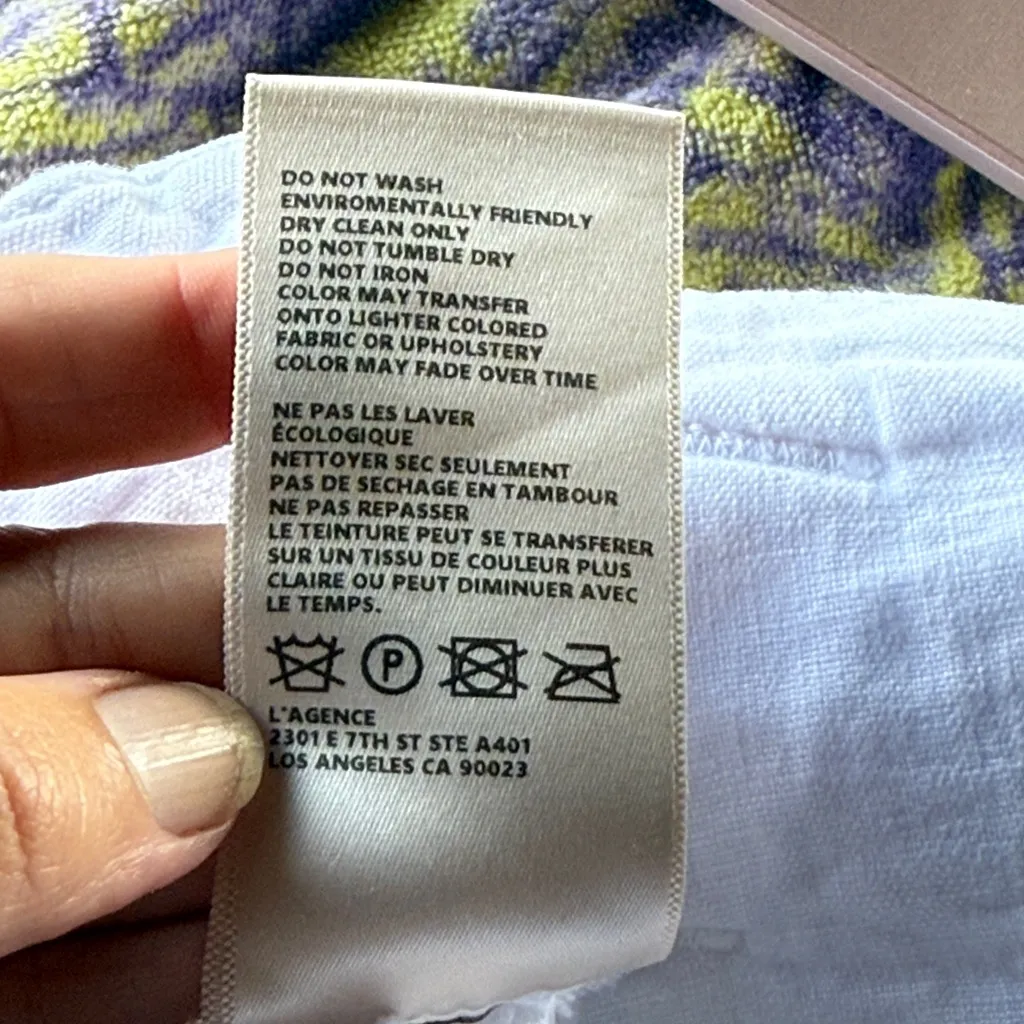 DO NOT WASH
ENVIROMENTALLY FRIENDLY
DRY CLEAN ONLY
DO NOT TUMBLE DRY
DO NOT IRON
COLOR MAY TRANSFER
ONTO LIGHTER COLORED
FABRIC OR UPHOLSTERY
COLOR MAY FADE OVER TIME
NE PAS LES LAVER
ÉCOLOGIQUE
NETTOYER SEC SEULEMENT
PAS DE SECHAGE EN TAMBOUR
NE PAS REPASSER
LE TEINTURE PEUT SE TRANSFERER
SUR UN TISSU DE COULEUR PLUS
CLAIRE OU PEUT DIMINUER AVEC
LE TEMPS.
P
L'AGENCE
2301 E 7TH ST STE A401
LOS ANGELES CA 90023